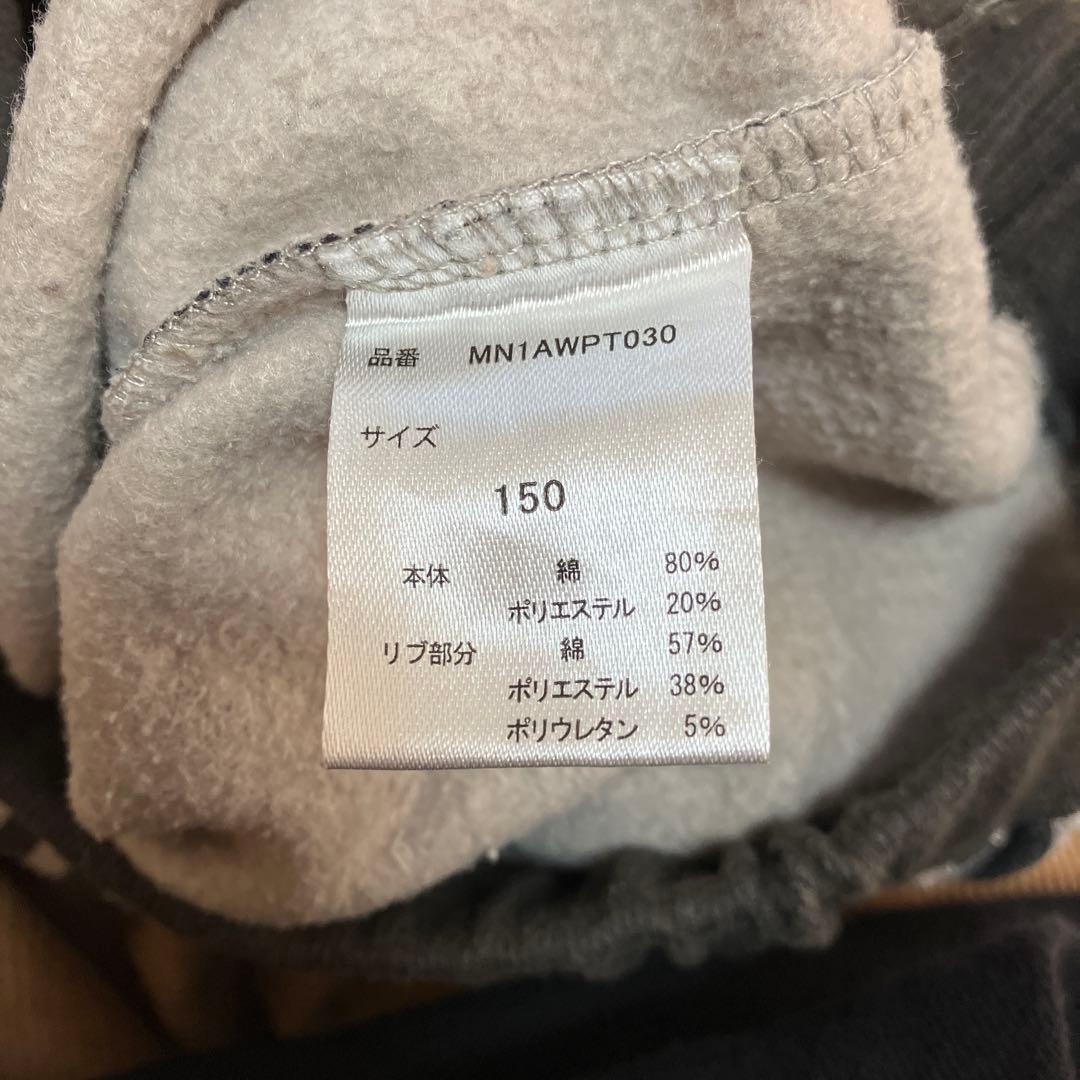 品番 MN1AWPT030
サイズ
150
本体 綿 80%
ポリエステル 20%
リブ部分 綿 57%
ポリエステル 38%
ポリウレタン 5%